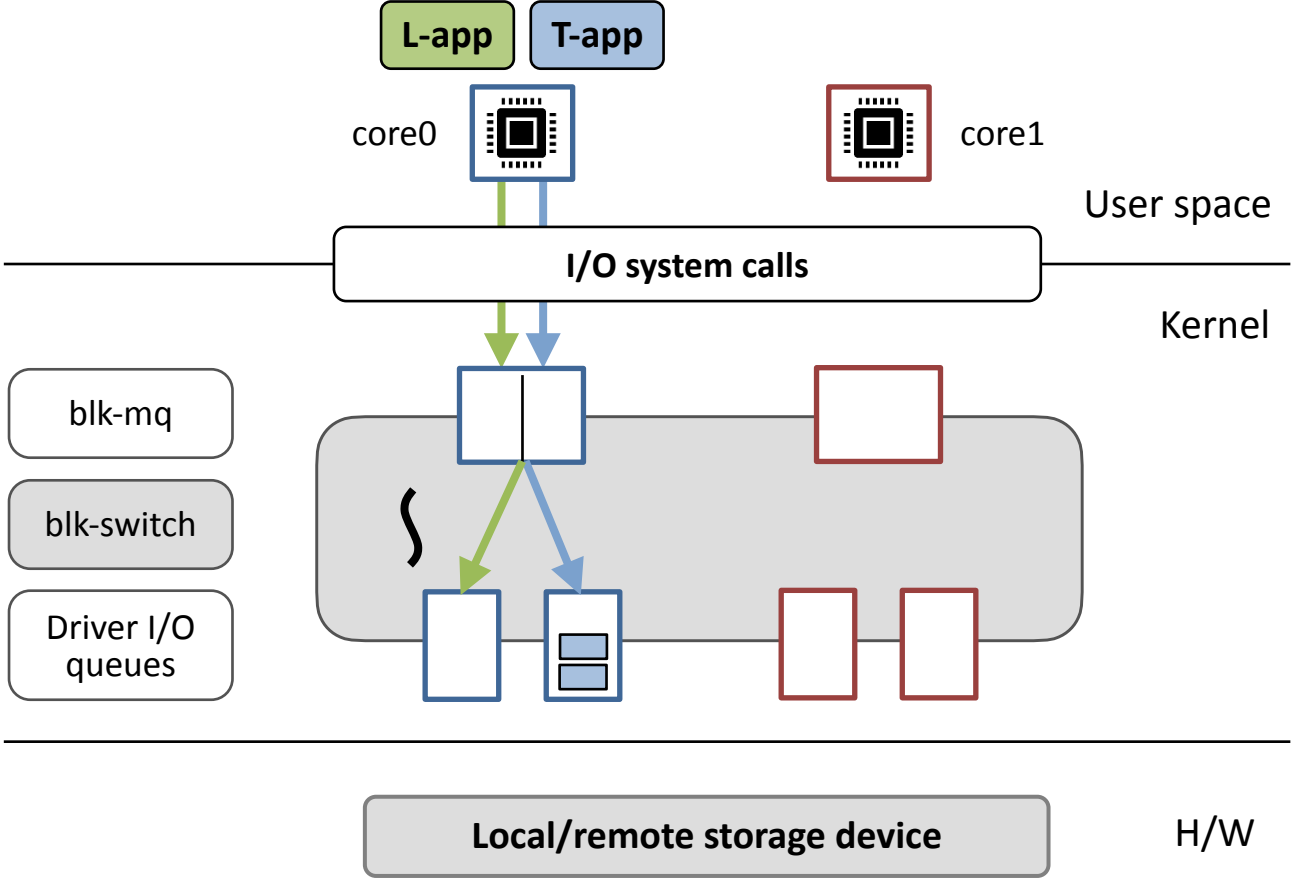 L-app
T-app
core0
core1
User space
I/O system calls
Kernel
blk-mq
blk-switch
Driver I/O
queues
Local/remote storage device
H/W